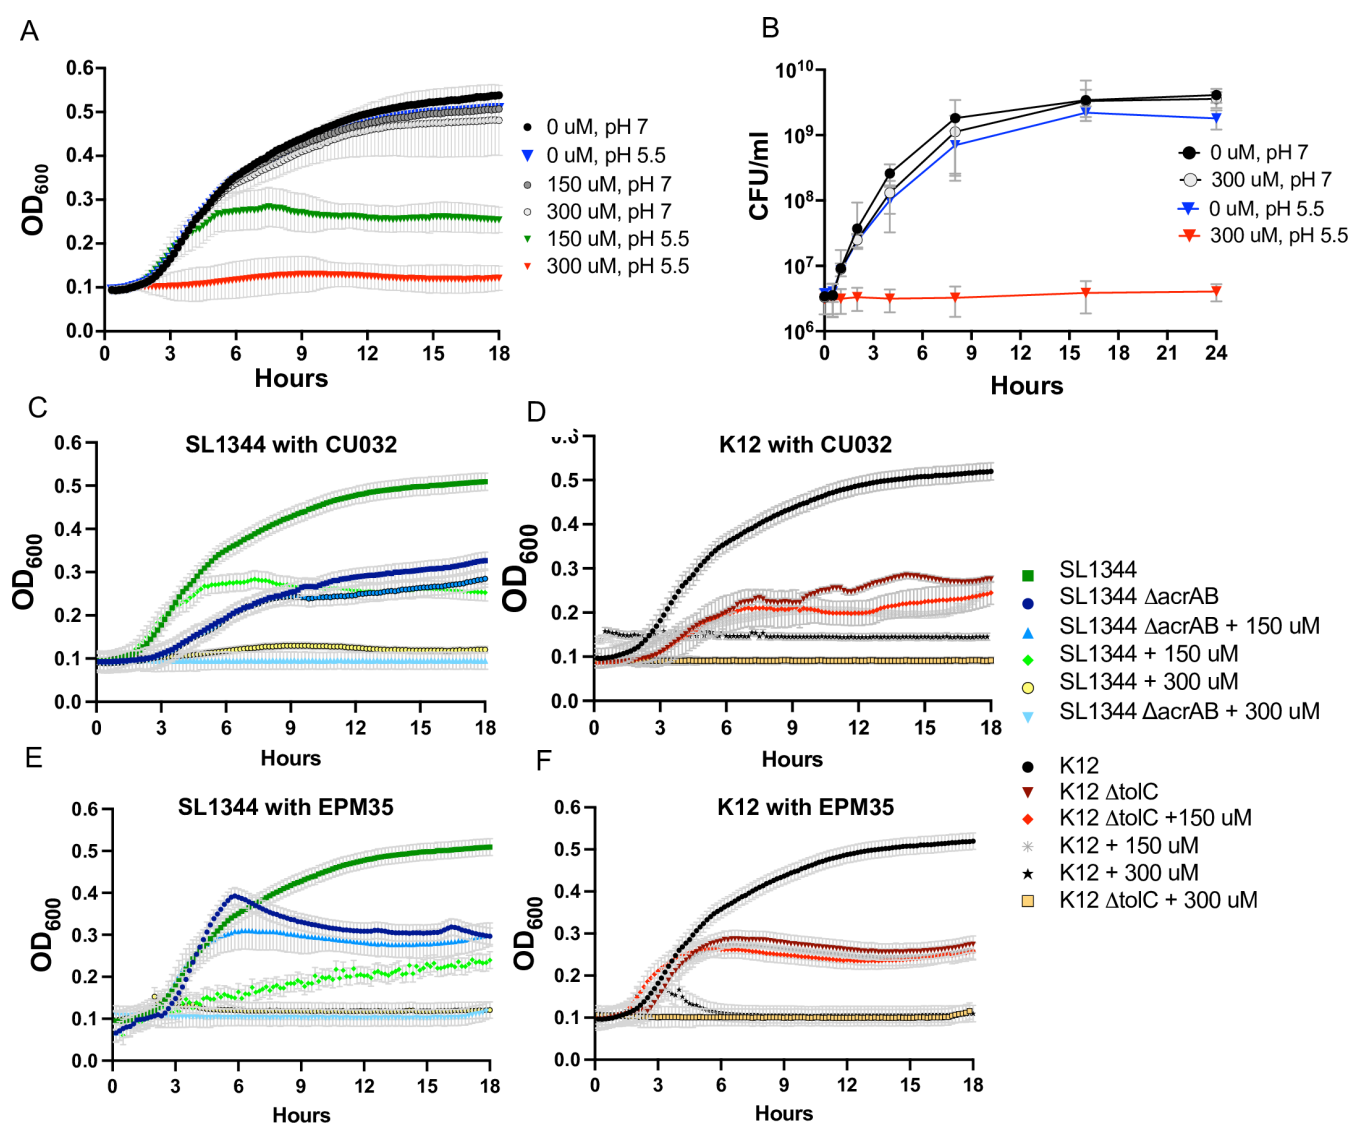 A
0.6
0.5
0.4
0.3
0.2
0.1
0.0
OD600
0
3
6
9
12
15
18
Hours
0 uM, pH 7
0 uM, pH 5.5
150 uM, pH 7
300 uM, pH 7
150 uM, pH 5.5
300 uM, pH 5.5
B
10^10
10^9
10^8
10^7
10^6
CFU/ml
0
3
6
9
12
15
18
21
24
Hours
0 uM, pH 7
300 uM, pH 7
0 uM, pH 5.5
300 uM, pH 5.5
C
SL1344 with CU032
0.6
0.5
0.4
0.3
0.2
0.1
0.0
OD600
0
3
6
9
12
15
18
Hours
D
K12 with CU032
0.5
0.4
0.3
0.2
0.1
0.0
OD600
0
3
6
9
12
15
18
Hours
SL1344
SL1344 ΔacrAB
SL1344 ΔacrAB + 150 uM
SL1344 + 150 uM
SL1344 + 300 uM
SL1344 ΔacrAB + 300 uM
K12
K12 ΔtolC
K12 ΔtolC +150 uM
K12 + 150 uM
K12 + 300 uM
K12 ΔtolC + 300 uM
E
SL1344 with EPM35
0.6
0.5
0.4
0.3
0.2
0.1
0.0
OD600
0
3
6
9
12
15
18
Hours
F
K12 with EPM35
0.6
0.5
0.4
0.3
0.2
0.1
0.0
OD600
0
3
6
9
12
15
18
Hours